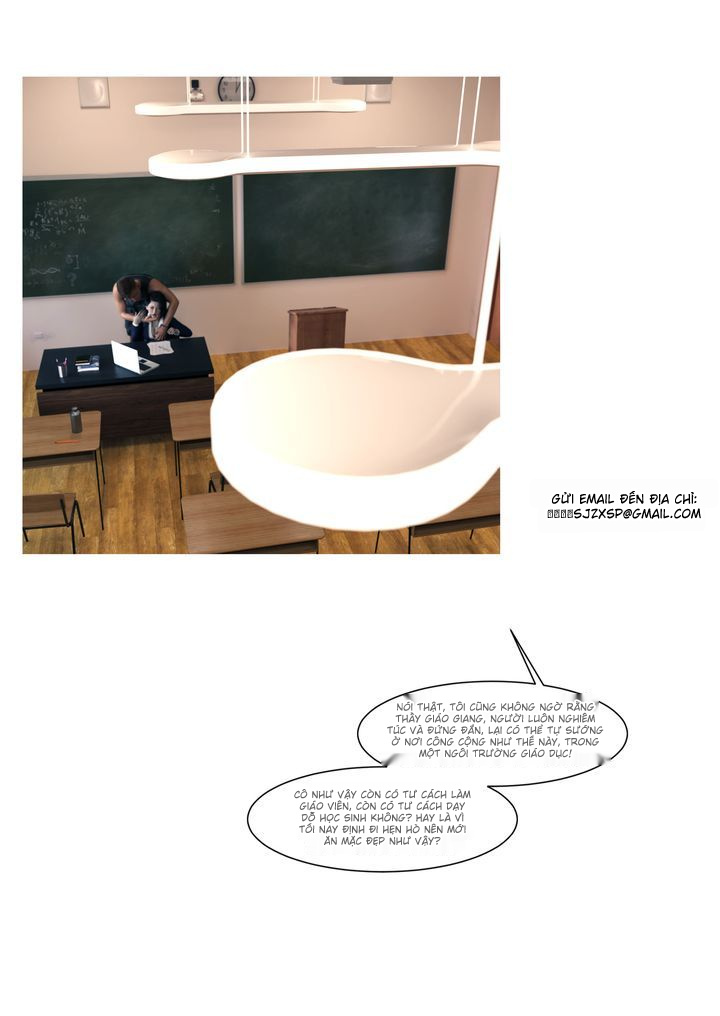 GỬI EMAIL ĐẾN ĐỊA CHỈ:
SJZXSP@GMAIL.COM
NÓI THẬT, TÔI CŨNG KHÔNG NGỜ RẰNG
THẦY GIÁO GIANG, NGƯỜI LUÔN NGHIÊM
TÚC VÀ ĐỨNG ĐẮN, LẠI CÓ THỂ TỰ SƯỚNG
Ở NƠI CÔNG CỘNG NHƯ THẾ NÀY, TRONG
MỘT NGÔI TRƯỜNG GIÁO DỤC!
CÔ NHƯ VẬY CÒN CÓ TƯ CÁCH LÀM
GIÁO VIÊN, CÒN CÓ TƯ CÁCH DẠY
DỖ HỌC SINH KHÔNG? HAY LÀ VÌ
TỐI NAY ĐỊNH ĐI HẸN HÒ NÊN MỚI
ĂN MẶC ĐẸP NHƯ VẬY?